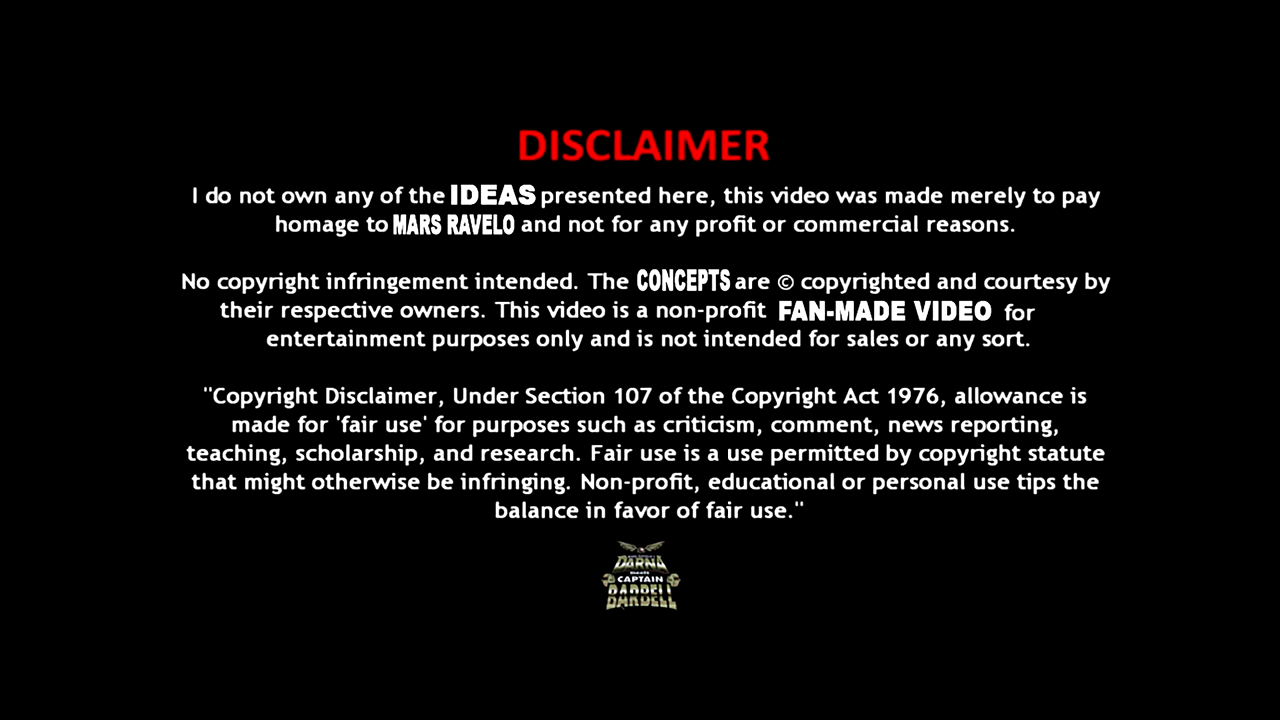 DISCLAIMER
I do not own any of the IDEAS presented here, this video was made merely to pay
homage to MARS RAVELO and not for any profit or commercial reasons.
No copyright infringement intended. The CONCEPTS are © copyrighted and courtesy by
their respective owners. This video is a non-profit FAN-MADE VIDEO for
entertainment purposes only and is not intended for sales or any sort.
"Copyright Disclaimer, Under Section 107 of the Copyright Act 1976, allowance is
made for 'fair use' for purposes such as criticism, comment, news reporting,
teaching, scholarship, and research. Fair use is a use permitted by copyright statute
that might otherwise be infringing. Non-profit, educational or personal use tips the
balance in favor of fair use."
DARNA
CAPTAIN
BARBELL